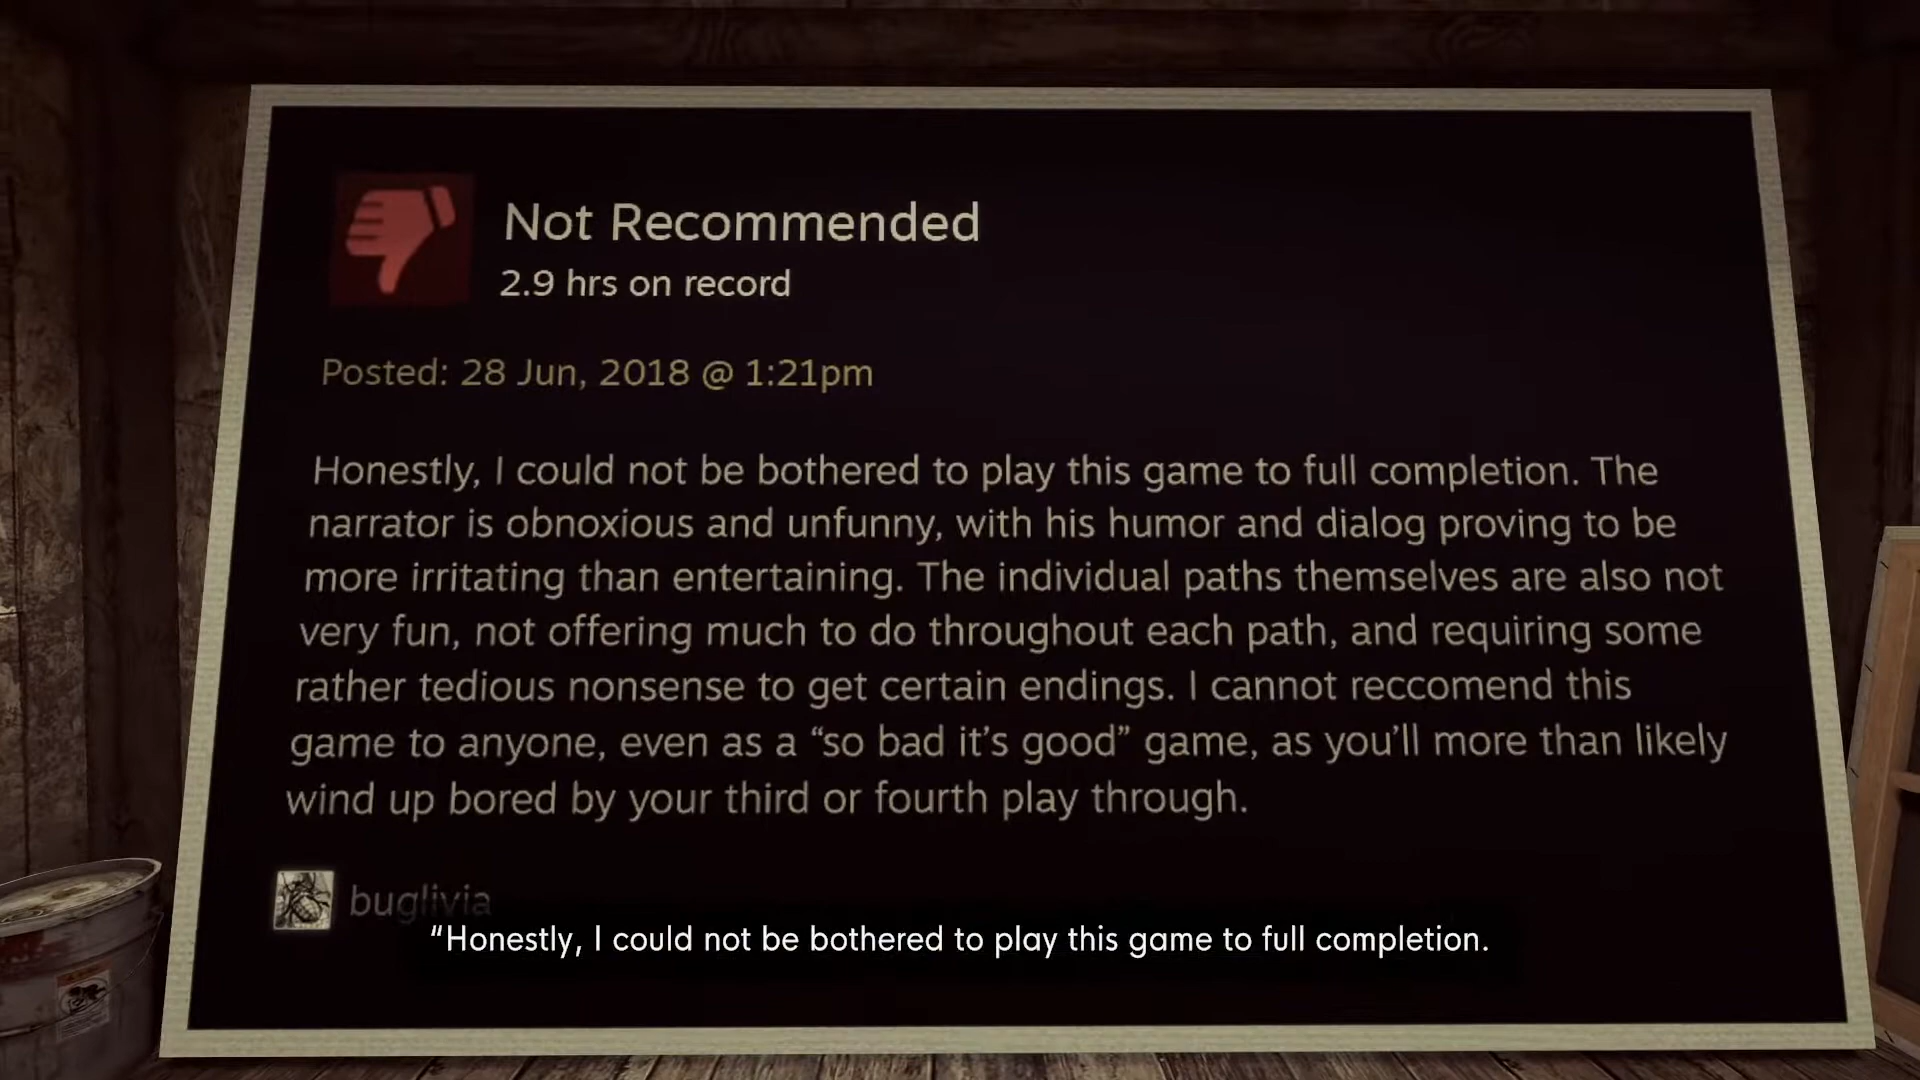 Not Recommended
2.9 hrs on record
Posted: 28 Jun, 2018 @ 1:21pm
Honestly, I could not be bothered to play this game to full completion. The
narrator is obnoxious and unfunny, with his humor and dialog proving to be
more irritating than entertaining. The individual paths themselves are also not
very fun, not offering much to do throughout each path, and requiring some
rather tedious nonsense to get certain endings. I cannot reccomend this
game to anyone, even as a “so bad it’s good” game, as you’ll more than likely
wind up bored by your third or fourth play through.
buglivia
“Honestly, I could not be bothered to play this game to full completion.